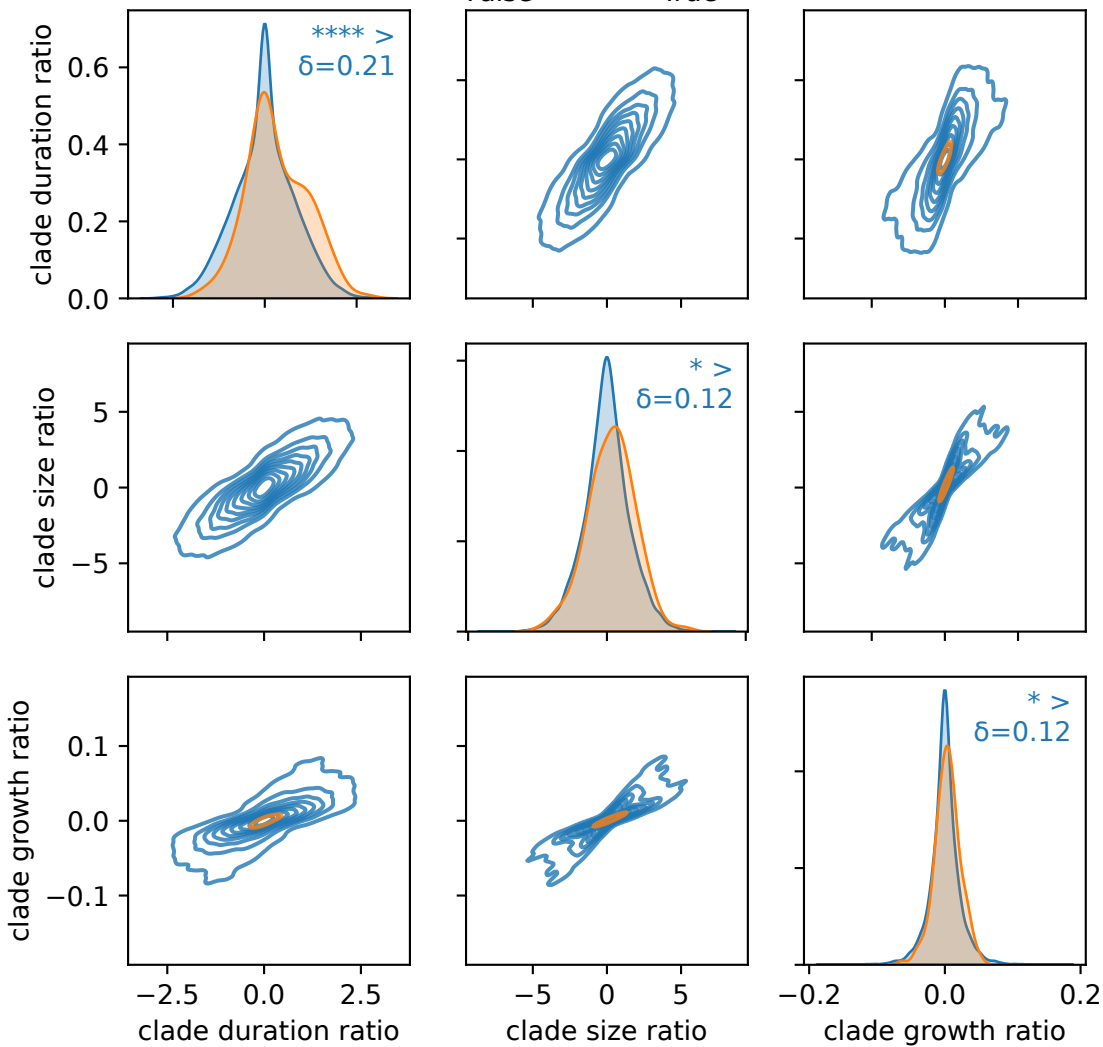 clade duration ratio
0.6
0.4
0.2
0.0
**** >
δ=0.21
clade size ratio
5
0
−5
* >
δ=0.12
clade growth ratio
0.1
0.0
−0.1
* >
δ=0.12
−2.5 0.0 2.5
−5 0 5
−0.2 0.0 0.2
clade duration ratio
clade size ratio
clade growth ratio